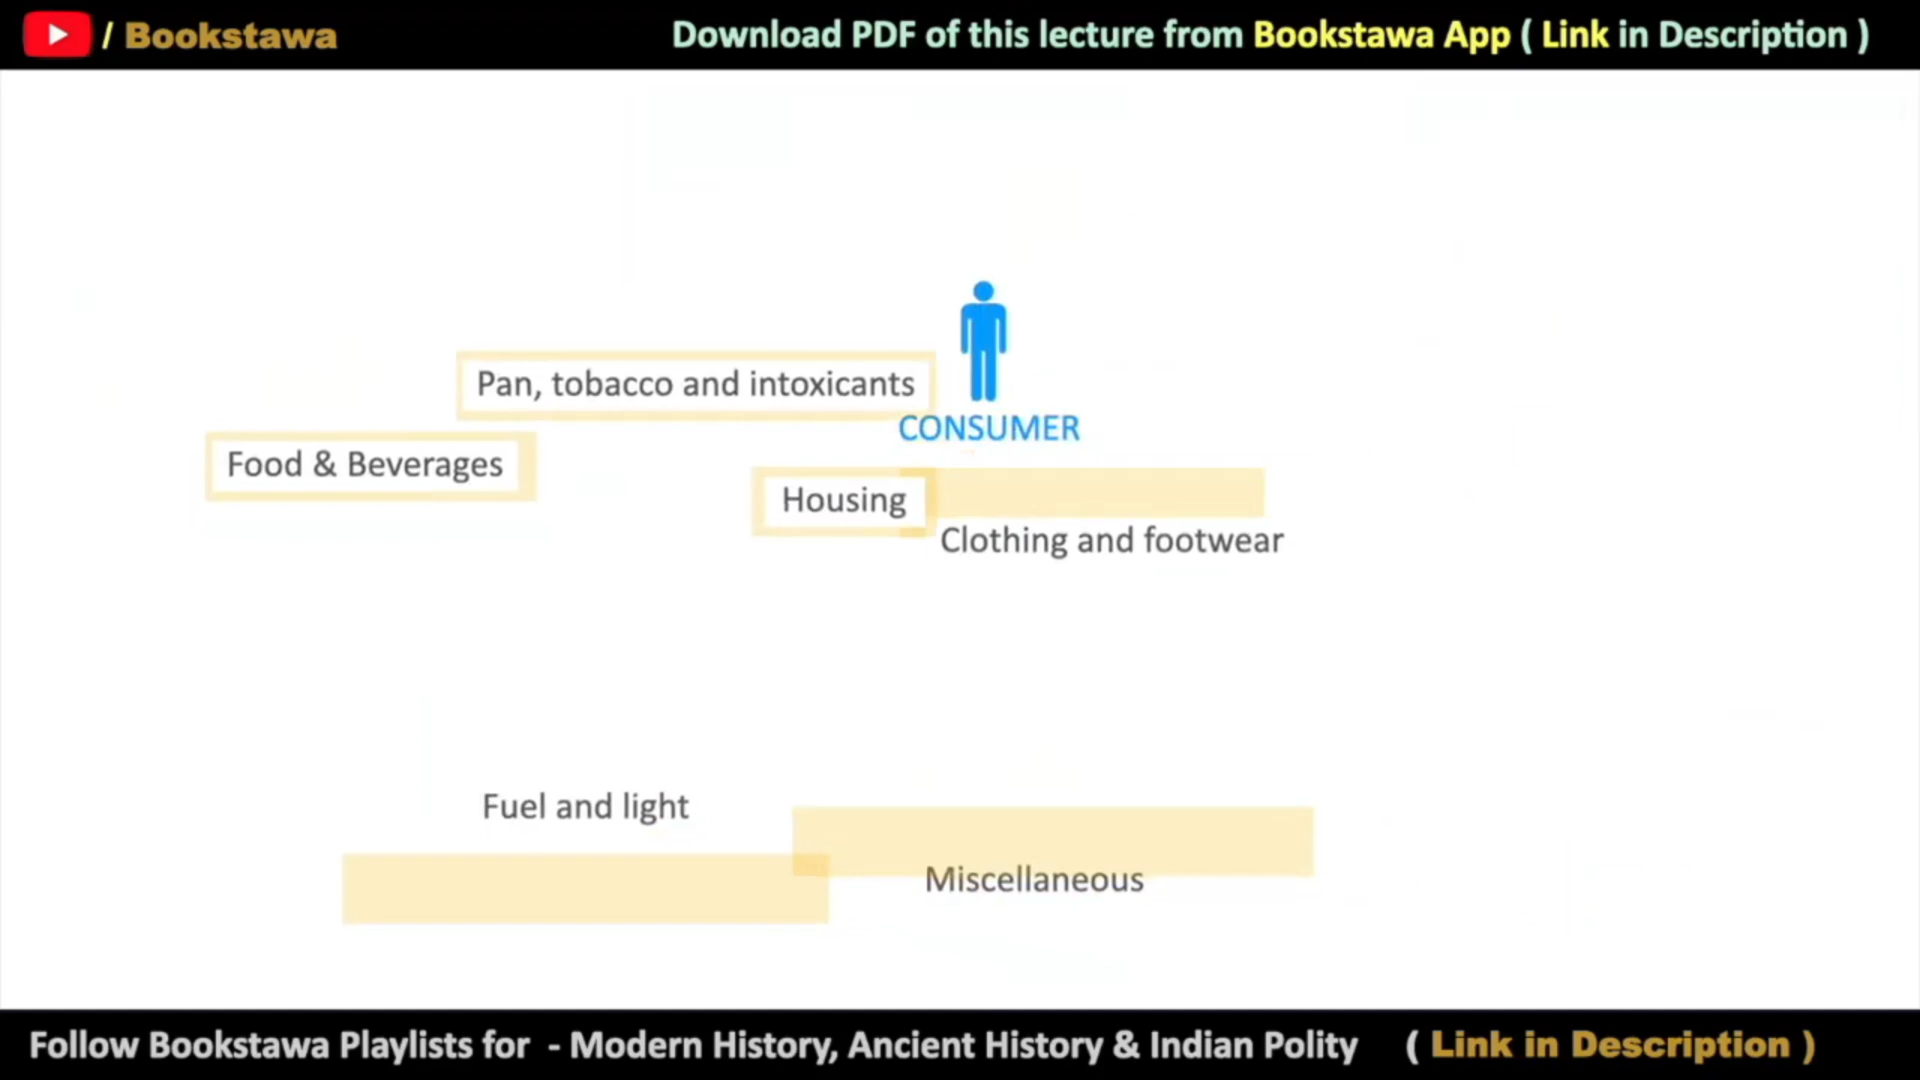 / Bookstawa
Download PDF of this lecture from Bookstawa App ( Link in Description )
Pan, tobacco and intoxicants
CONSUMER
Food & Beverages
Housing
Clothing and footwear
Fuel and light
Miscellaneous
Follow Bookstawa Playlists for - Modern History, Ancient History & Indian Polity ( Link in Description )